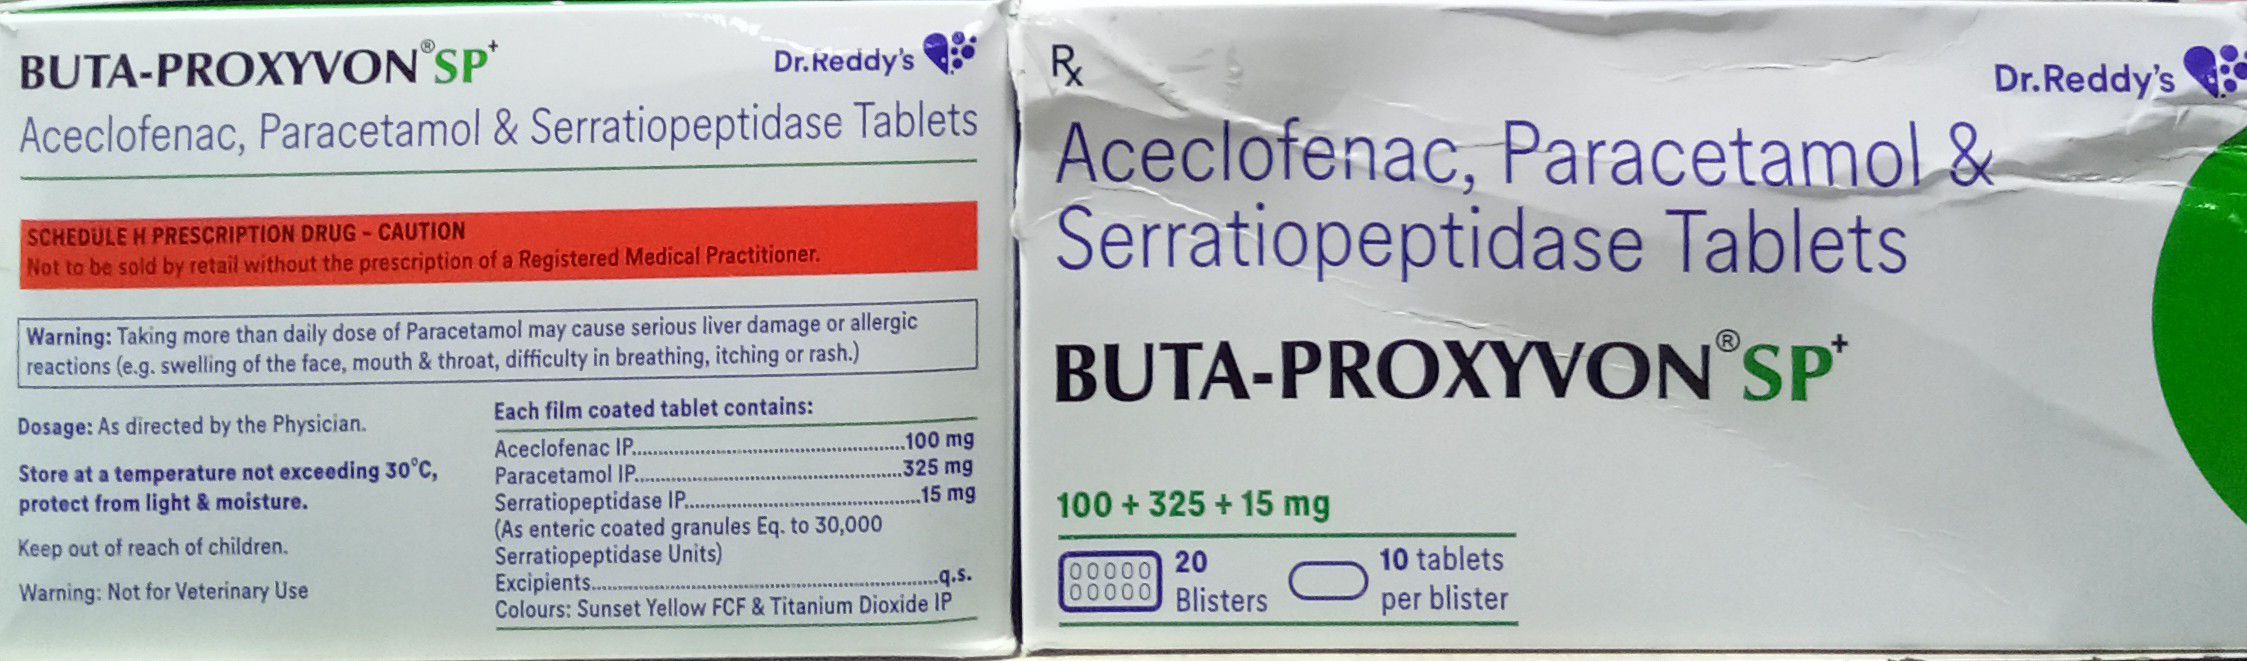 BUTA-PROXYVON®SP+
Dr.Reddy's
Aceclofenac, Paracetamol & Serratiopeptidase Tablets
SCHEDULE H PRESCRIPTION DRUG - CAUTION
Not to be sold by retail without the prescription of a Registered Medical Practitioner.
Warning: Taking more than daily dose of Paracetamol may cause serious liver damage or allergic
reactions (e.g. swelling of the face, mouth & throat, difficulty in breathing, itching or rash.)
Dosage: As directed by the Physician.
Store at a temperature not exceeding 30°C,
protect from light & moisture.
Keep out of reach of children.
Warning: Not for Veterinary Use
Each film coated tablet contains:
Aceclofenac IP..........................................100 mg
Paracetamol IP..........................................325 mg
Serratiopeptidase IP.....................................15 mg
(As enteric coated granules Eq. to 30,000
Serratiopeptidase Units)
Excipients.....................................................q.s.
Colours: Sunset Yellow FCF & Titanium Dioxide IP
Rx
Dr.Reddy's
Aceclofenac, Paracetamol &
Serratiopeptidase Tablets
BUTA-PROXYVON®SP+
100 + 325 + 15 mg
20
Blisters
10 tablets
per blister